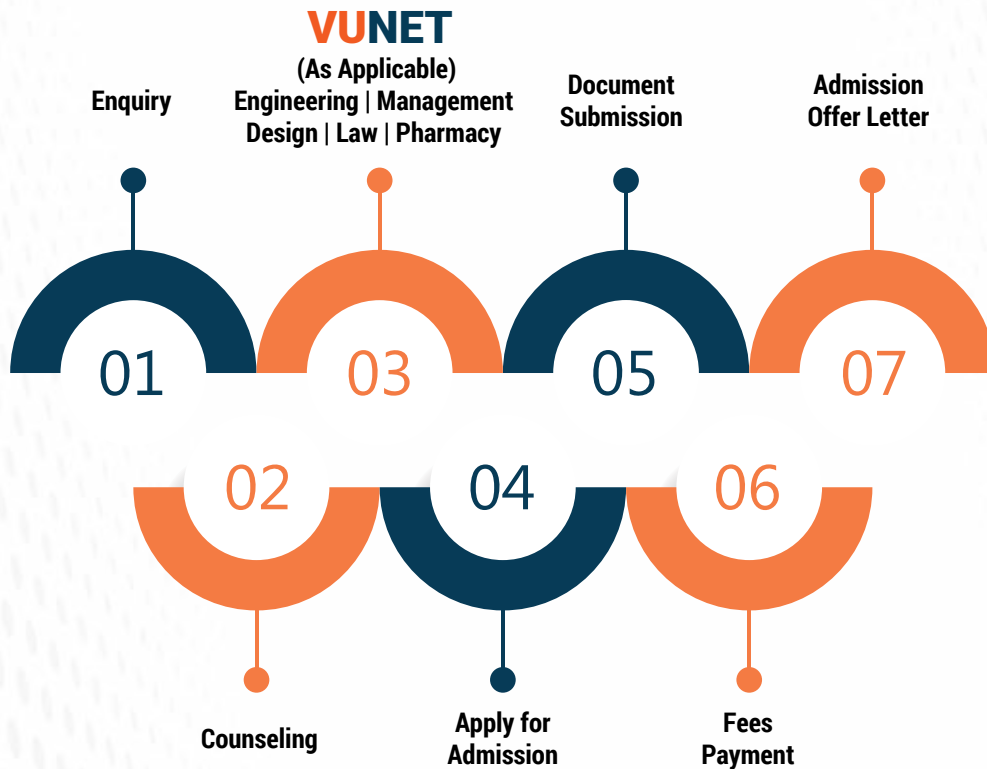 VUNET
(As Applicable)
Engineering | Management
Design | Law | Pharmacy
Enquiry
Document
Submission
Admission
Offer Letter
01
03
05
07
02
04
06
Counseling
Apply for
Admission
Fees
Payment